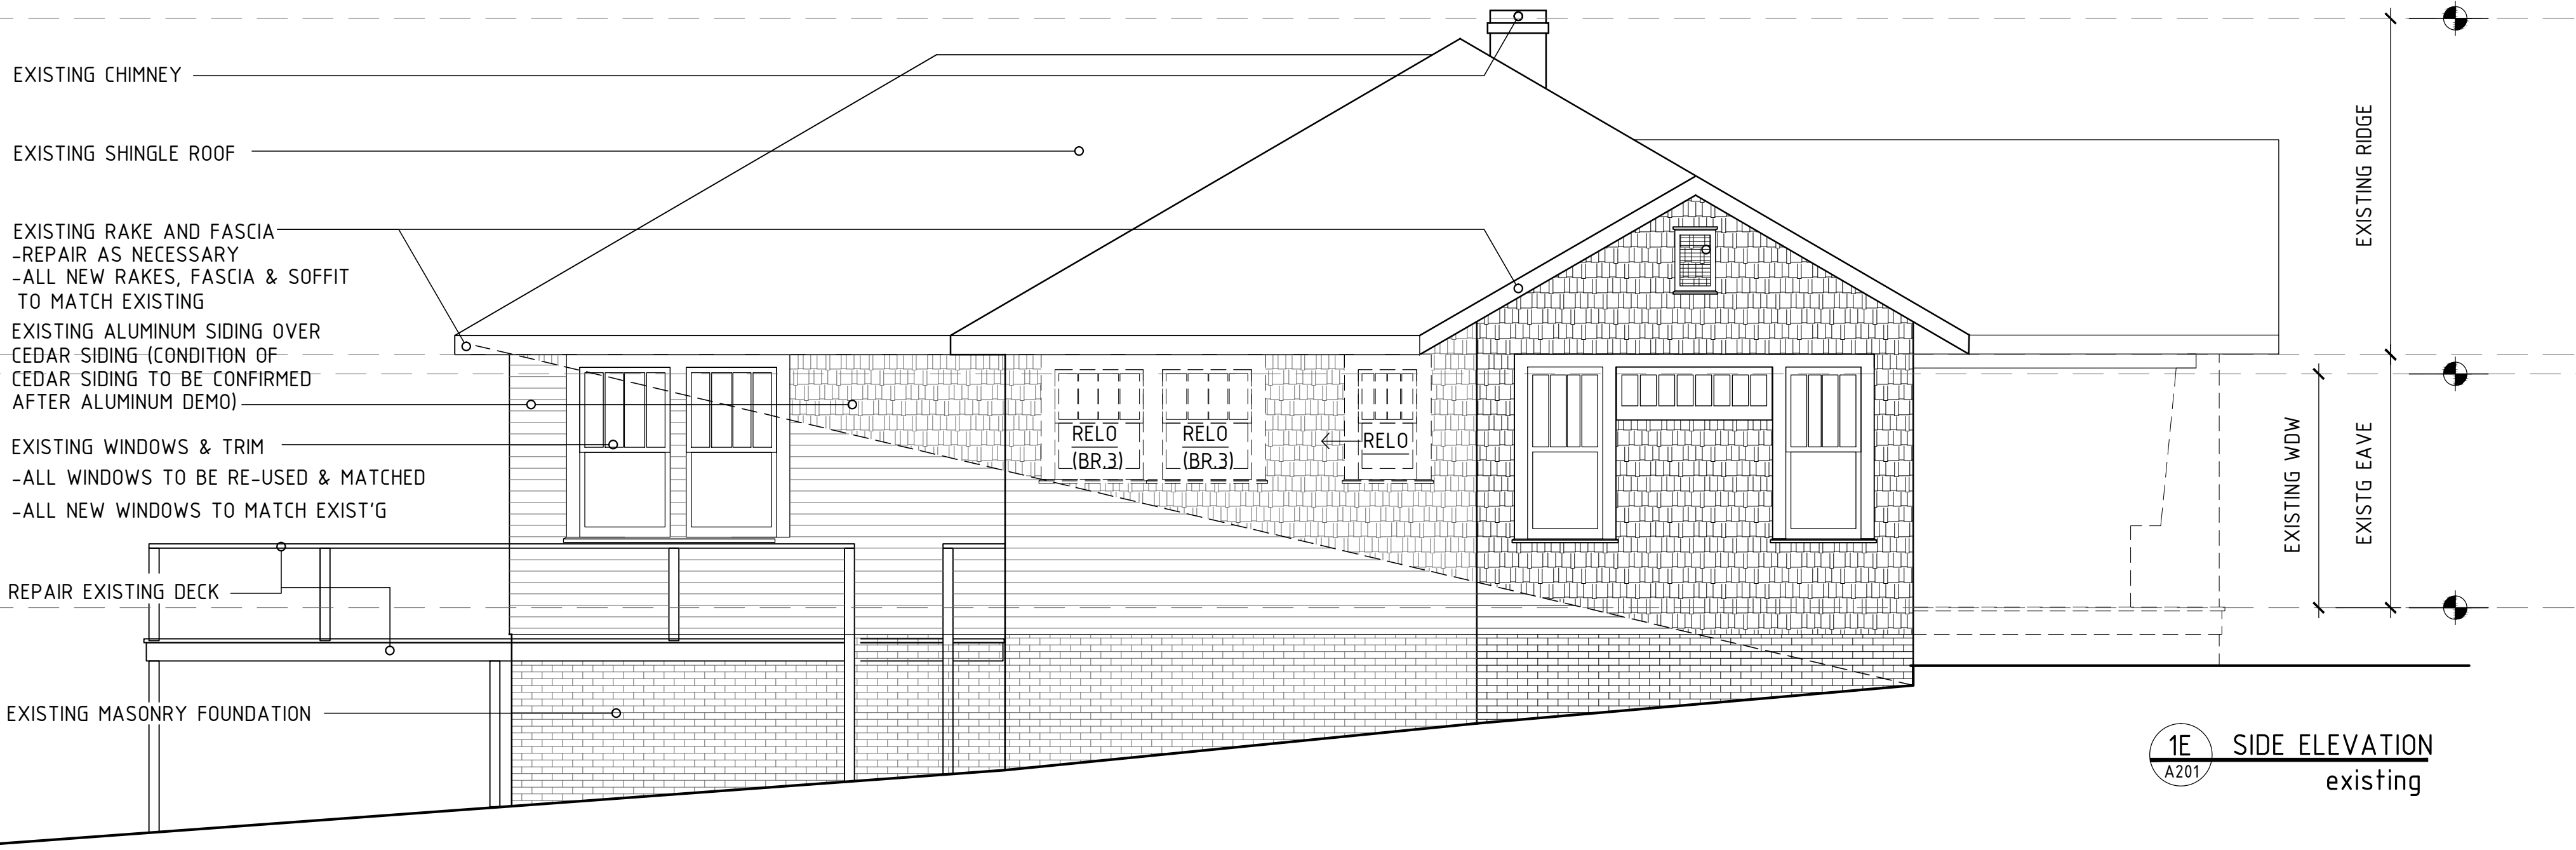 EXISTING CHIMNEY
EXISTING SHINGLE ROOF
EXISTING RAKE AND FASCIA
-REPAIR AS NECESSARY
-ALL NEW RAKES, FASCIA & SOFFIT
TO MATCH EXISTING
EXISTING ALUMINUM SIDING OVER
CEDAR SIDING (CONDITION OF
CEDAR SIDING TO BE CONFIRMED
AFTER ALUMINUM DEMO)
EXISTING WINDOWS & TRIM
-ALL WINDOWS TO BE RE-USED & MATCHED
-ALL NEW WINDOWS TO MATCH EXIST'G
REPAIR EXISTING DECK
EXISTING MASONRY FOUNDATION
RELO
(BR.3)
RELO
(BR.3)
RELO
EXISTING RIDGE
EXISTING WDW
EXISTG EAVE
1E
A201
SIDE ELEVATION
existing